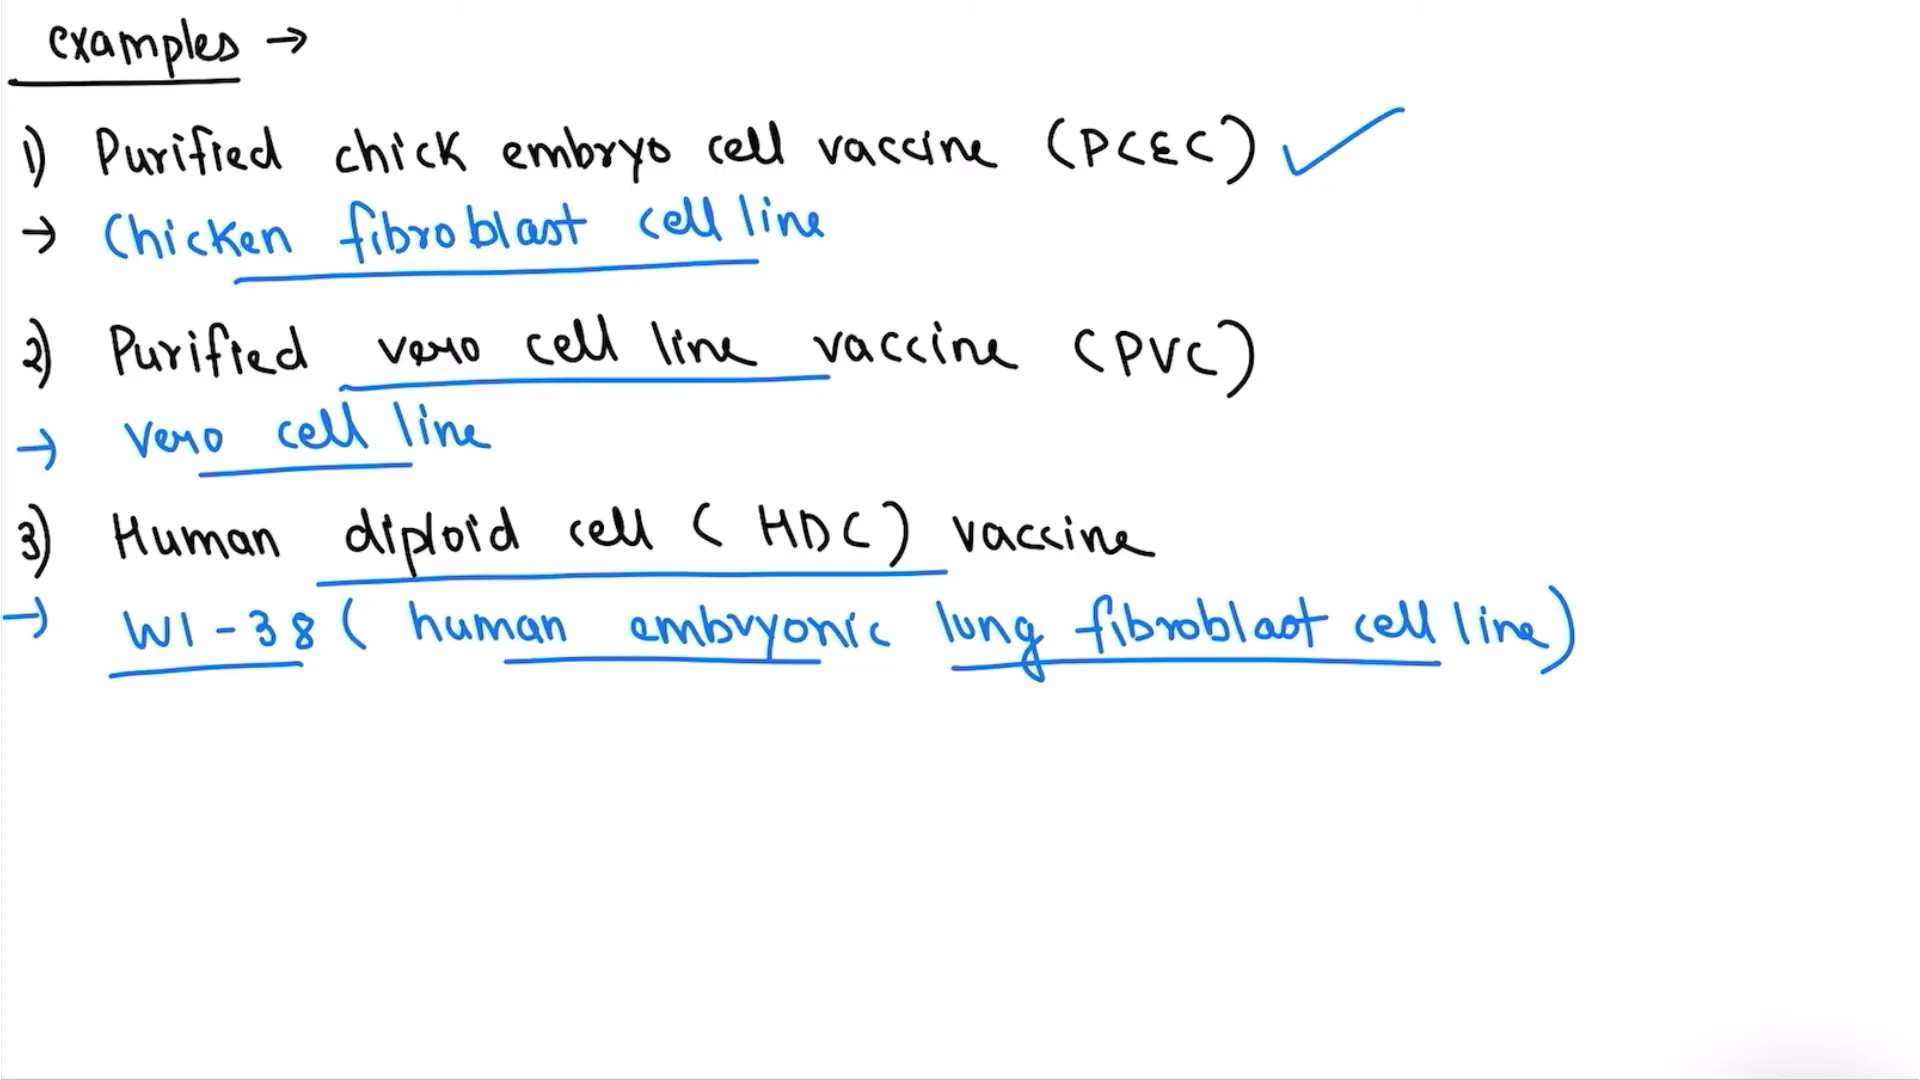 examples →
1) Purified chick embryo cell vaccine (PCEC) ✓
→ Chicken fibroblast cell line
2) Purified vero cell line vaccine (PVC)
→ Vero cell line
3) Human diploid cell (HDC) vaccine
→ WI-38 (human embryonic lung fibroblast cell line)